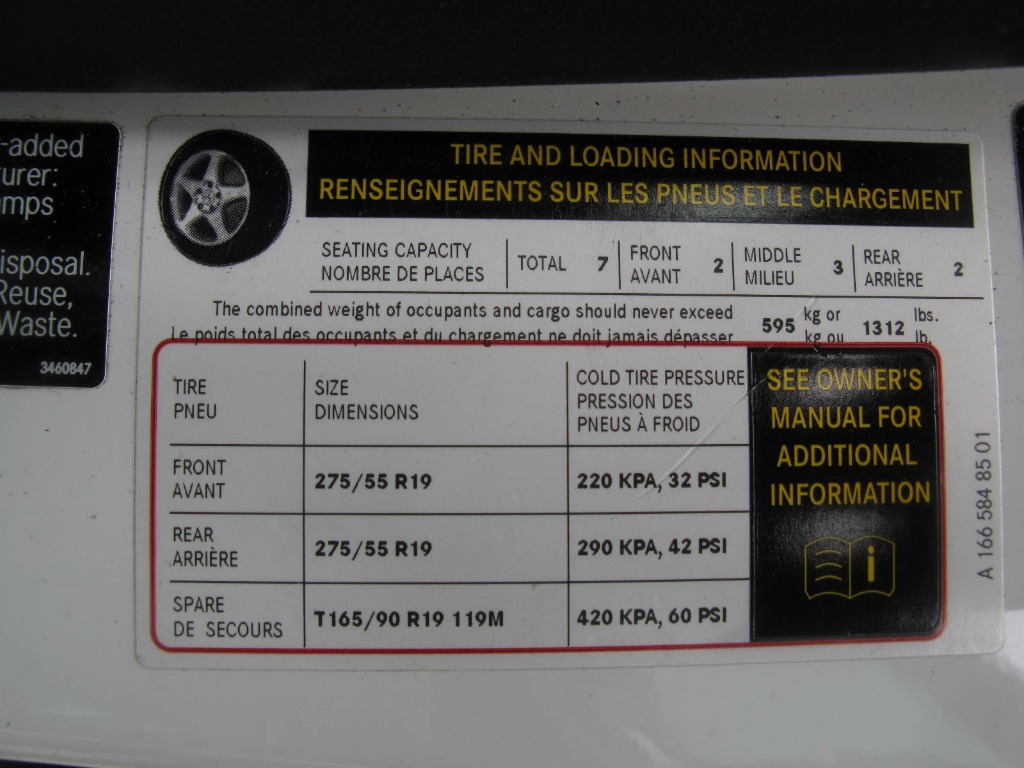 -added
urer:
mps
isposal.
Reuse,
Waste.
3460847
TIRE AND LOADING INFORMATION
RENSEIGNEMENTS SUR LES PNEUS ET LE CHARGEMENT
SEATING CAPACITY
NOMBRE DE PLACES
TOTAL 7
FRONT
AVANT 2
MIDDLE
MILIEU 3
REAR
ARRIÈRE 2
The combined weight of occupants and cargo should never exceed 595 kg or 1312 lbs.
Le poids total des occupants et du chargement ne doit jamais dépasser kg ou lb.
TIRE
PNEU
SIZE
DIMENSIONS
COLD TIRE PRESSURE
PRESSION DES
PNEUS À FROID
FRONT
AVANT
275/55 R19
220 KPA, 32 PSI
REAR
ARRIÈRE
275/55 R19
290 KPA, 42 PSI
SPARE
DE SECOURS
T165/90 R19 119M
420 KPA, 60 PSI
SEE OWNER'S
MANUAL FOR
ADDITIONAL
INFORMATION
i
A 166 584 85 01